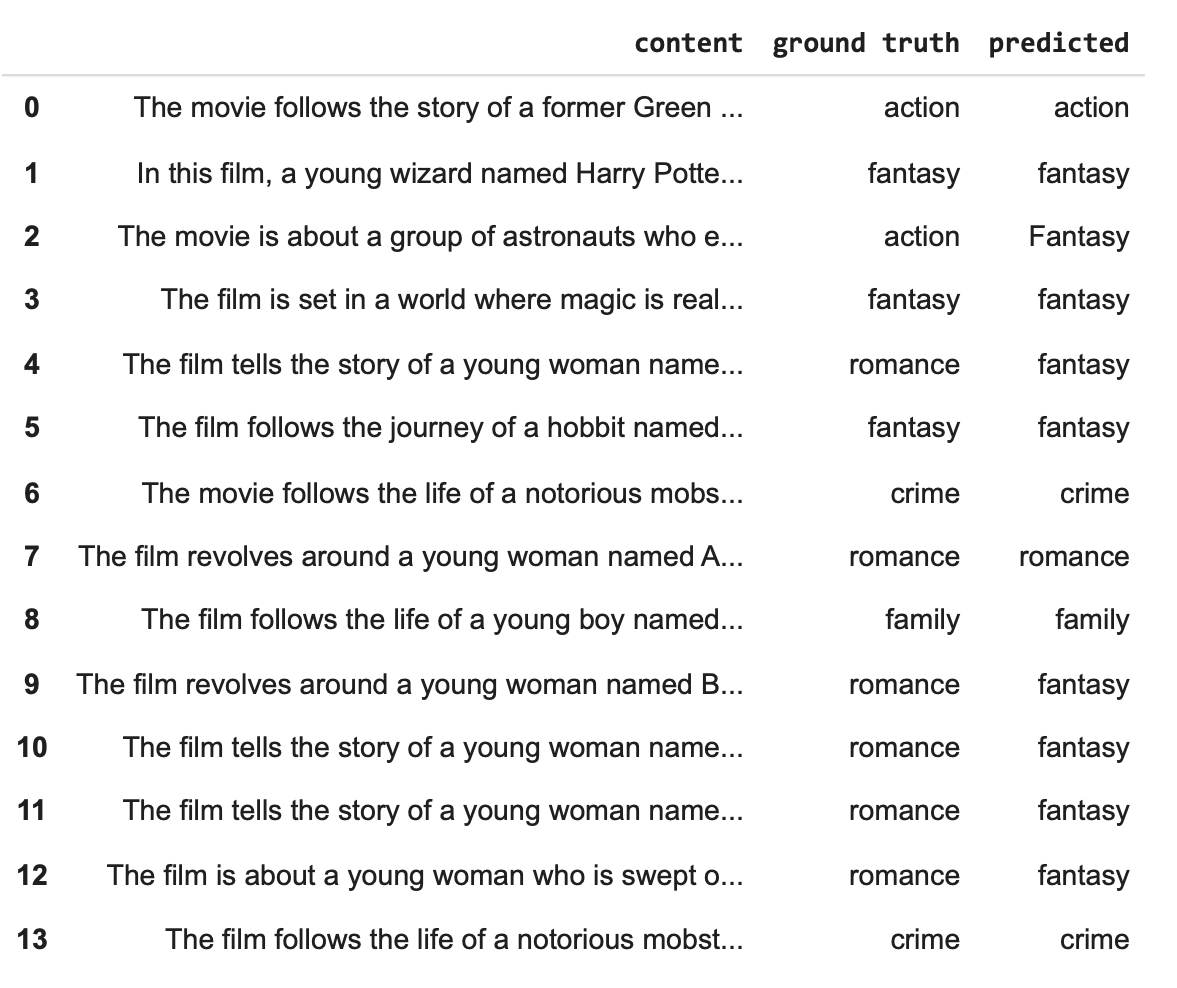 content ground truth predicted
0 The movie follows the story of a former Green ... action action
1 In this film, a young wizard named Harry Potte... fantasy fantasy
2 The movie is about a group of astronauts who e... action Fantasy
3 The film is set in a world where magic is real... fantasy fantasy
4 The film tells the story of a young woman name... romance fantasy
5 The film follows the journey of a hobbit named... fantasy fantasy
6 The movie follows the life of a notorious mobs... crime crime
7 The film revolves around a young woman named A... romance romance
8 The film follows the life of a young boy named... family family
9 The film revolves around a young woman named B... romance fantasy
10 The film tells the story of a young woman name... romance fantasy
11 The film tells the story of a young woman name... romance fantasy
12 The film is about a young woman who is swept o... romance fantasy
13 The film follows the life of a notorious mobst... crime crime